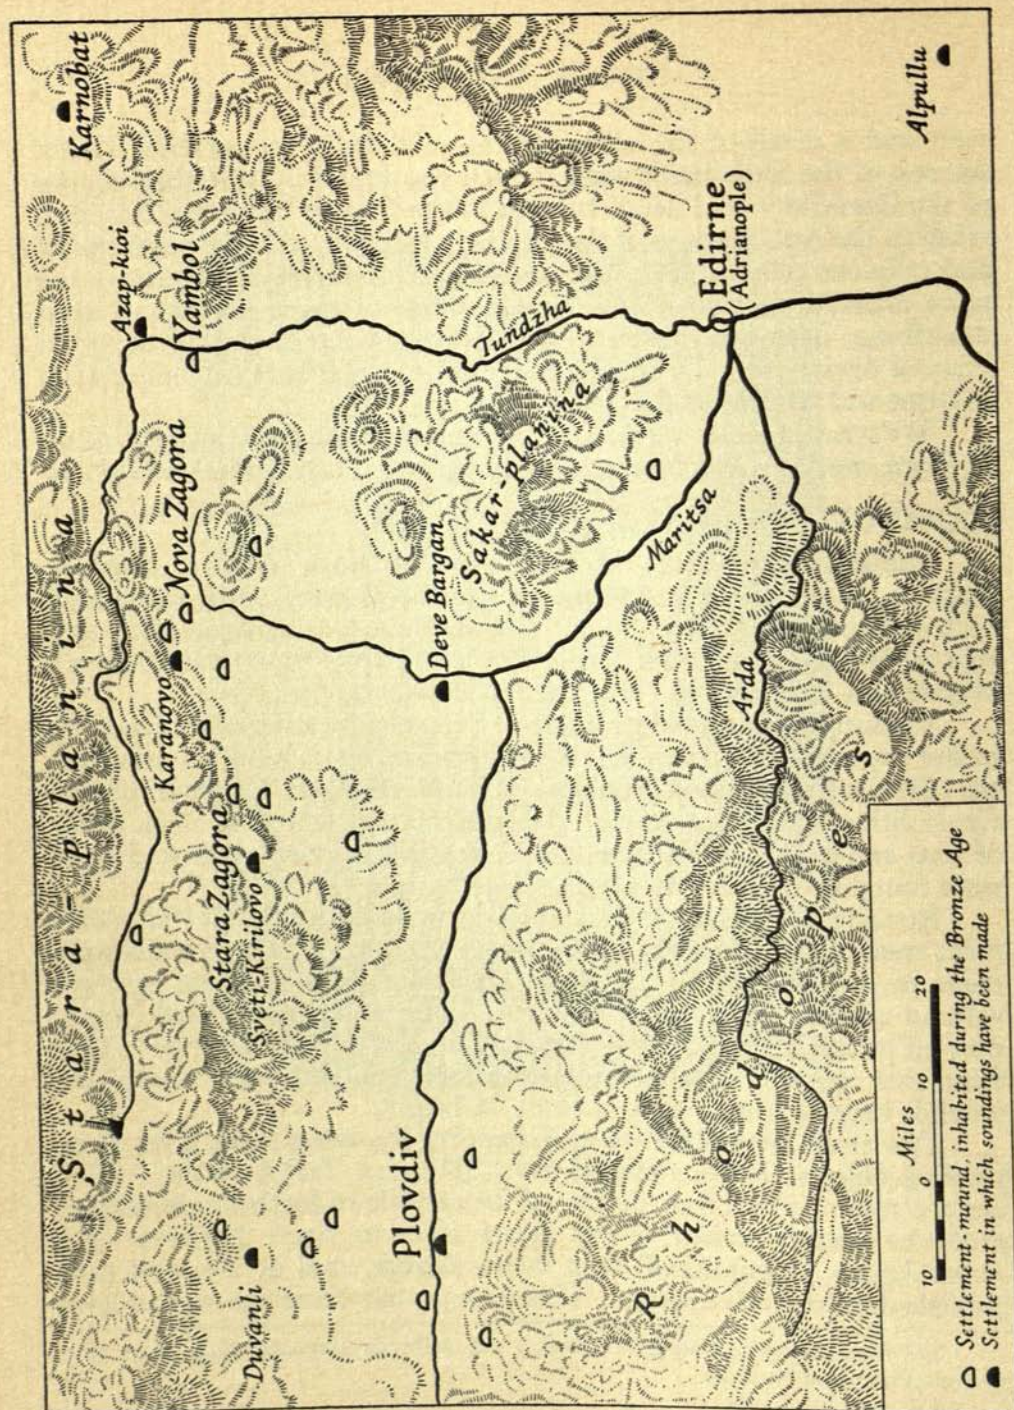 Stara-planina
Karnobat
Azap-kioi
Yambol
Nova Zagora
Karanovo
Stara Zagora
Sveti-Kirilovo
Duvanli
Plovdiv
Deve Bargan
Sakar-planina
Tundžha
Maritsa
Arda
Edirne
(Adrianople)
Alpullu
Rhodopes
Miles
10 0 10 20
Settlement-mound, inhabited during the Bronze Age
Settlement in which soundings have been made